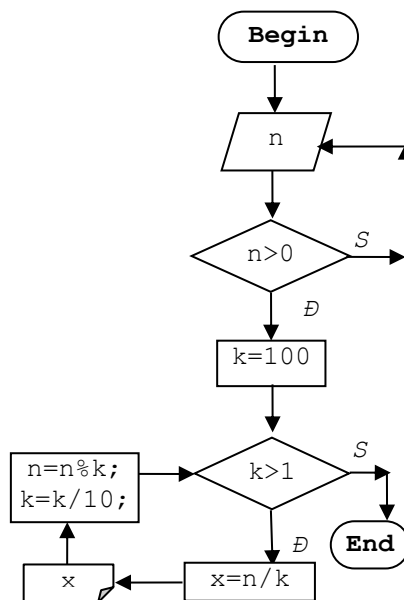 Begin
n
n>0
S
Đ
k=100
k>1
S
n=n%k;
k=k/10;
Đ
End
x
x=n/k